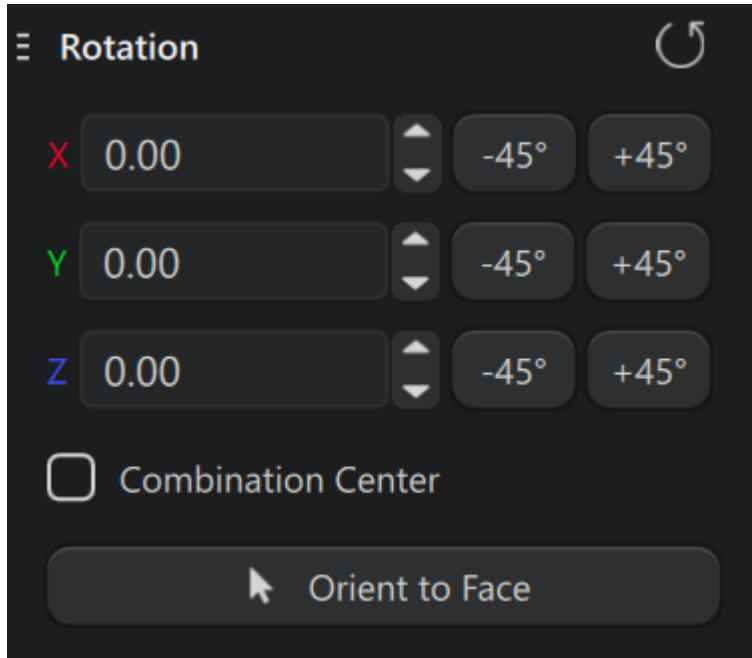 Rotation
X 0.00 -45° +45°
Y 0.00 -45° +45°
Z 0.00 -45° +45°
Combination Center
Orient to Face